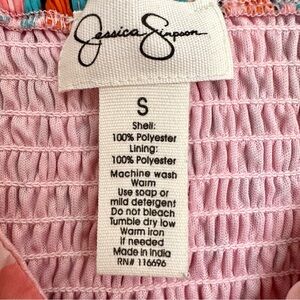 Jessica Simpson
S
Shell:
100% Polyester
Lining:
100% Polyester
Machine wash
Warm
Use soap or
mild detergent
Do not bleach
Tumble dry low
Warm iron
if needed
Made in India
RN# 116696